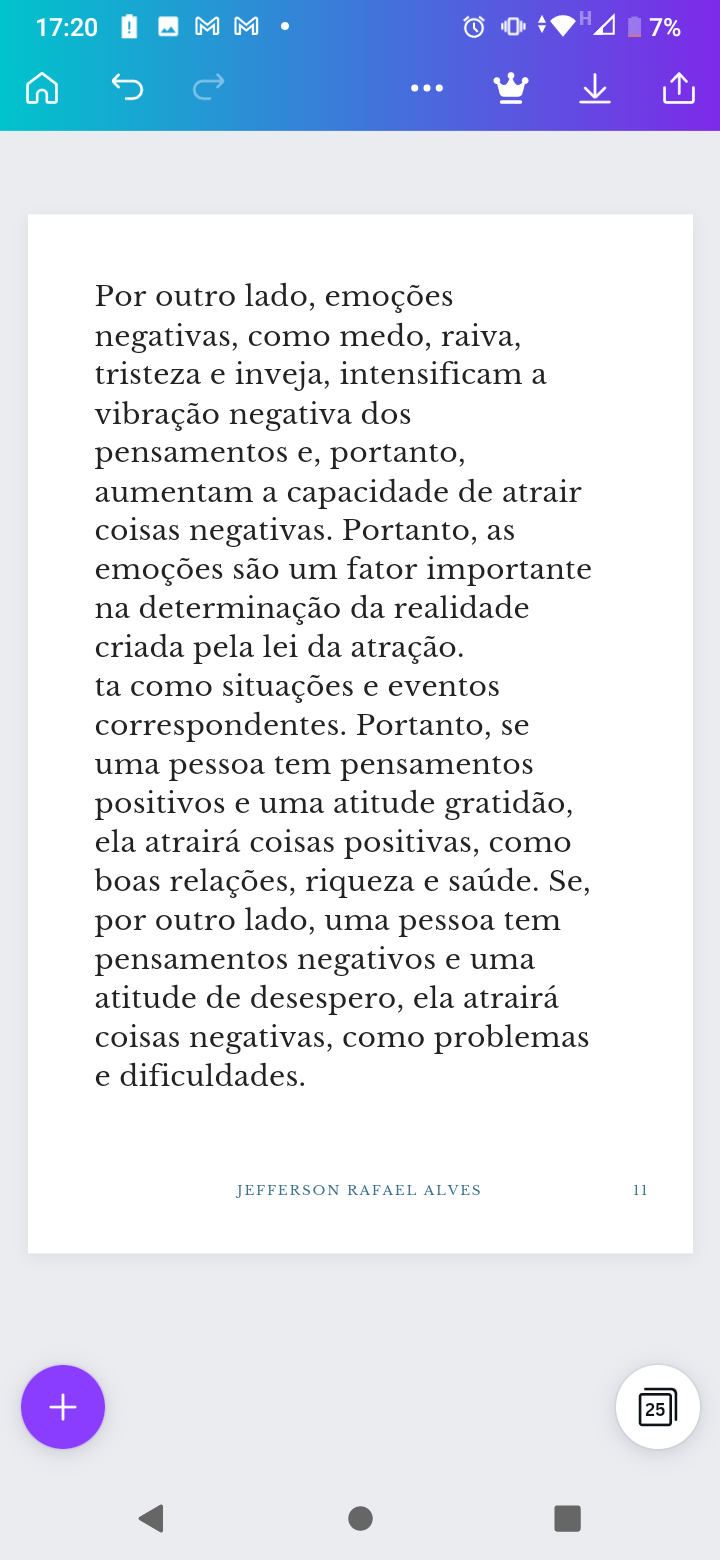 17:20
H
7%
Por outro lado, emoções
negativas, como medo, raiva,
tristeza e inveja, intensificam a
vibração negativa dos
pensamentos e, portanto,
aumentam a capacidade de atrair
coisas negativas. Portanto, as
emoções são um fator importante
na determinação da realidade
criada pela lei da atração.
ta como situações e eventos
correspondentes. Portanto, se
uma pessoa tem pensamentos
positivos e uma atitude gratidão,
ela atrairá coisas positivas, como
boas relações, riqueza e saúde. Se,
por outro lado, uma pessoa tem
pensamentos negativos e uma
atitude de desespero, ela atrairá
coisas negativas, como problemas
e dificuldades.
JEFFERSON RAFAEL ALVES 11
25